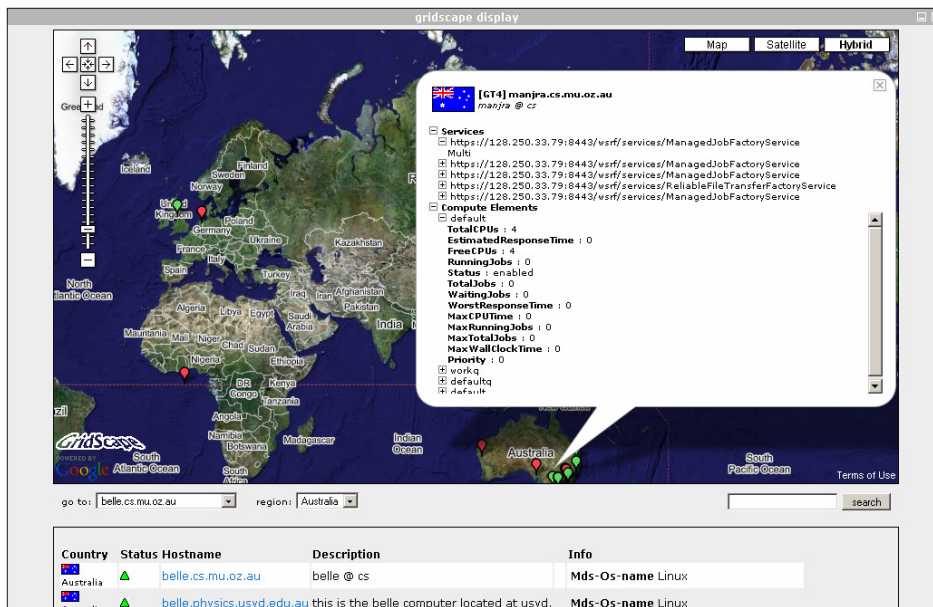 gridscape display
Map Satellite Hybrid
[GT4] manjra.cs.mu.oz.au
manjra @ cs
Services
https://128.250.33.79:8443/wsrf/services/ManagedJobFactoryService
Multi
https://128.250.33.79:8443/wsrf/services/ManagedJobFactoryService
https://128.250.33.79:8443/wsrf/services/ManagedJobFactoryService
https://128.250.33.79:8443/wsrf/services/ReliableFileTransferFactoryService
https://128.250.33.79:8443/wsrf/services/ManagedJobFactoryService
Compute Elements
default
TotalCPUs : 4
EstimatedResponseTime : 0
FreeCPUs : 4
RunningJobs : 0
Status : enabled
TotalJobs : 0
WaitingJobs : 0
WorstResponseTime : 0
MaxCPUTime : 0
MaxRunningJobs : 0
MaxTotalJobs : 0
MaxWallClockTime : 0
Priority : 0
workq
defaultq
default
Iceland
Finland
Sweden
Norway
United
Kingdom
Poland
Germany
Ukraine
Kazakhstan
France
Italy
Spain
Turkey
North
Atlantic Ocean
Iraq Iran Afghanistan
Pakistan
Algeria Libya Egypt Saudi
Arabia
India
Mauritania Mali Niger Chad Sudan
Nigeria
Ethiopia
DR
Congo
Kenya
Tanzania
Angola
Namibia
Botswana
Madagascar
Indian
Ocean
Australia
South
Atlantic Ocean
South
Africa
South
Pacific Ocean
GridScape
POWERED BY
Google
Terms of Use
go to: belle.cs.mu.oz.au region: Australia search
Country Status Hostname Description Info
Australia belle.cs.mu.oz.au belle @ cs Mds-Os-name Linux
belle.physics.usyd.edu.au this is the belle computer located at usyd. Mds-Os-name Linux